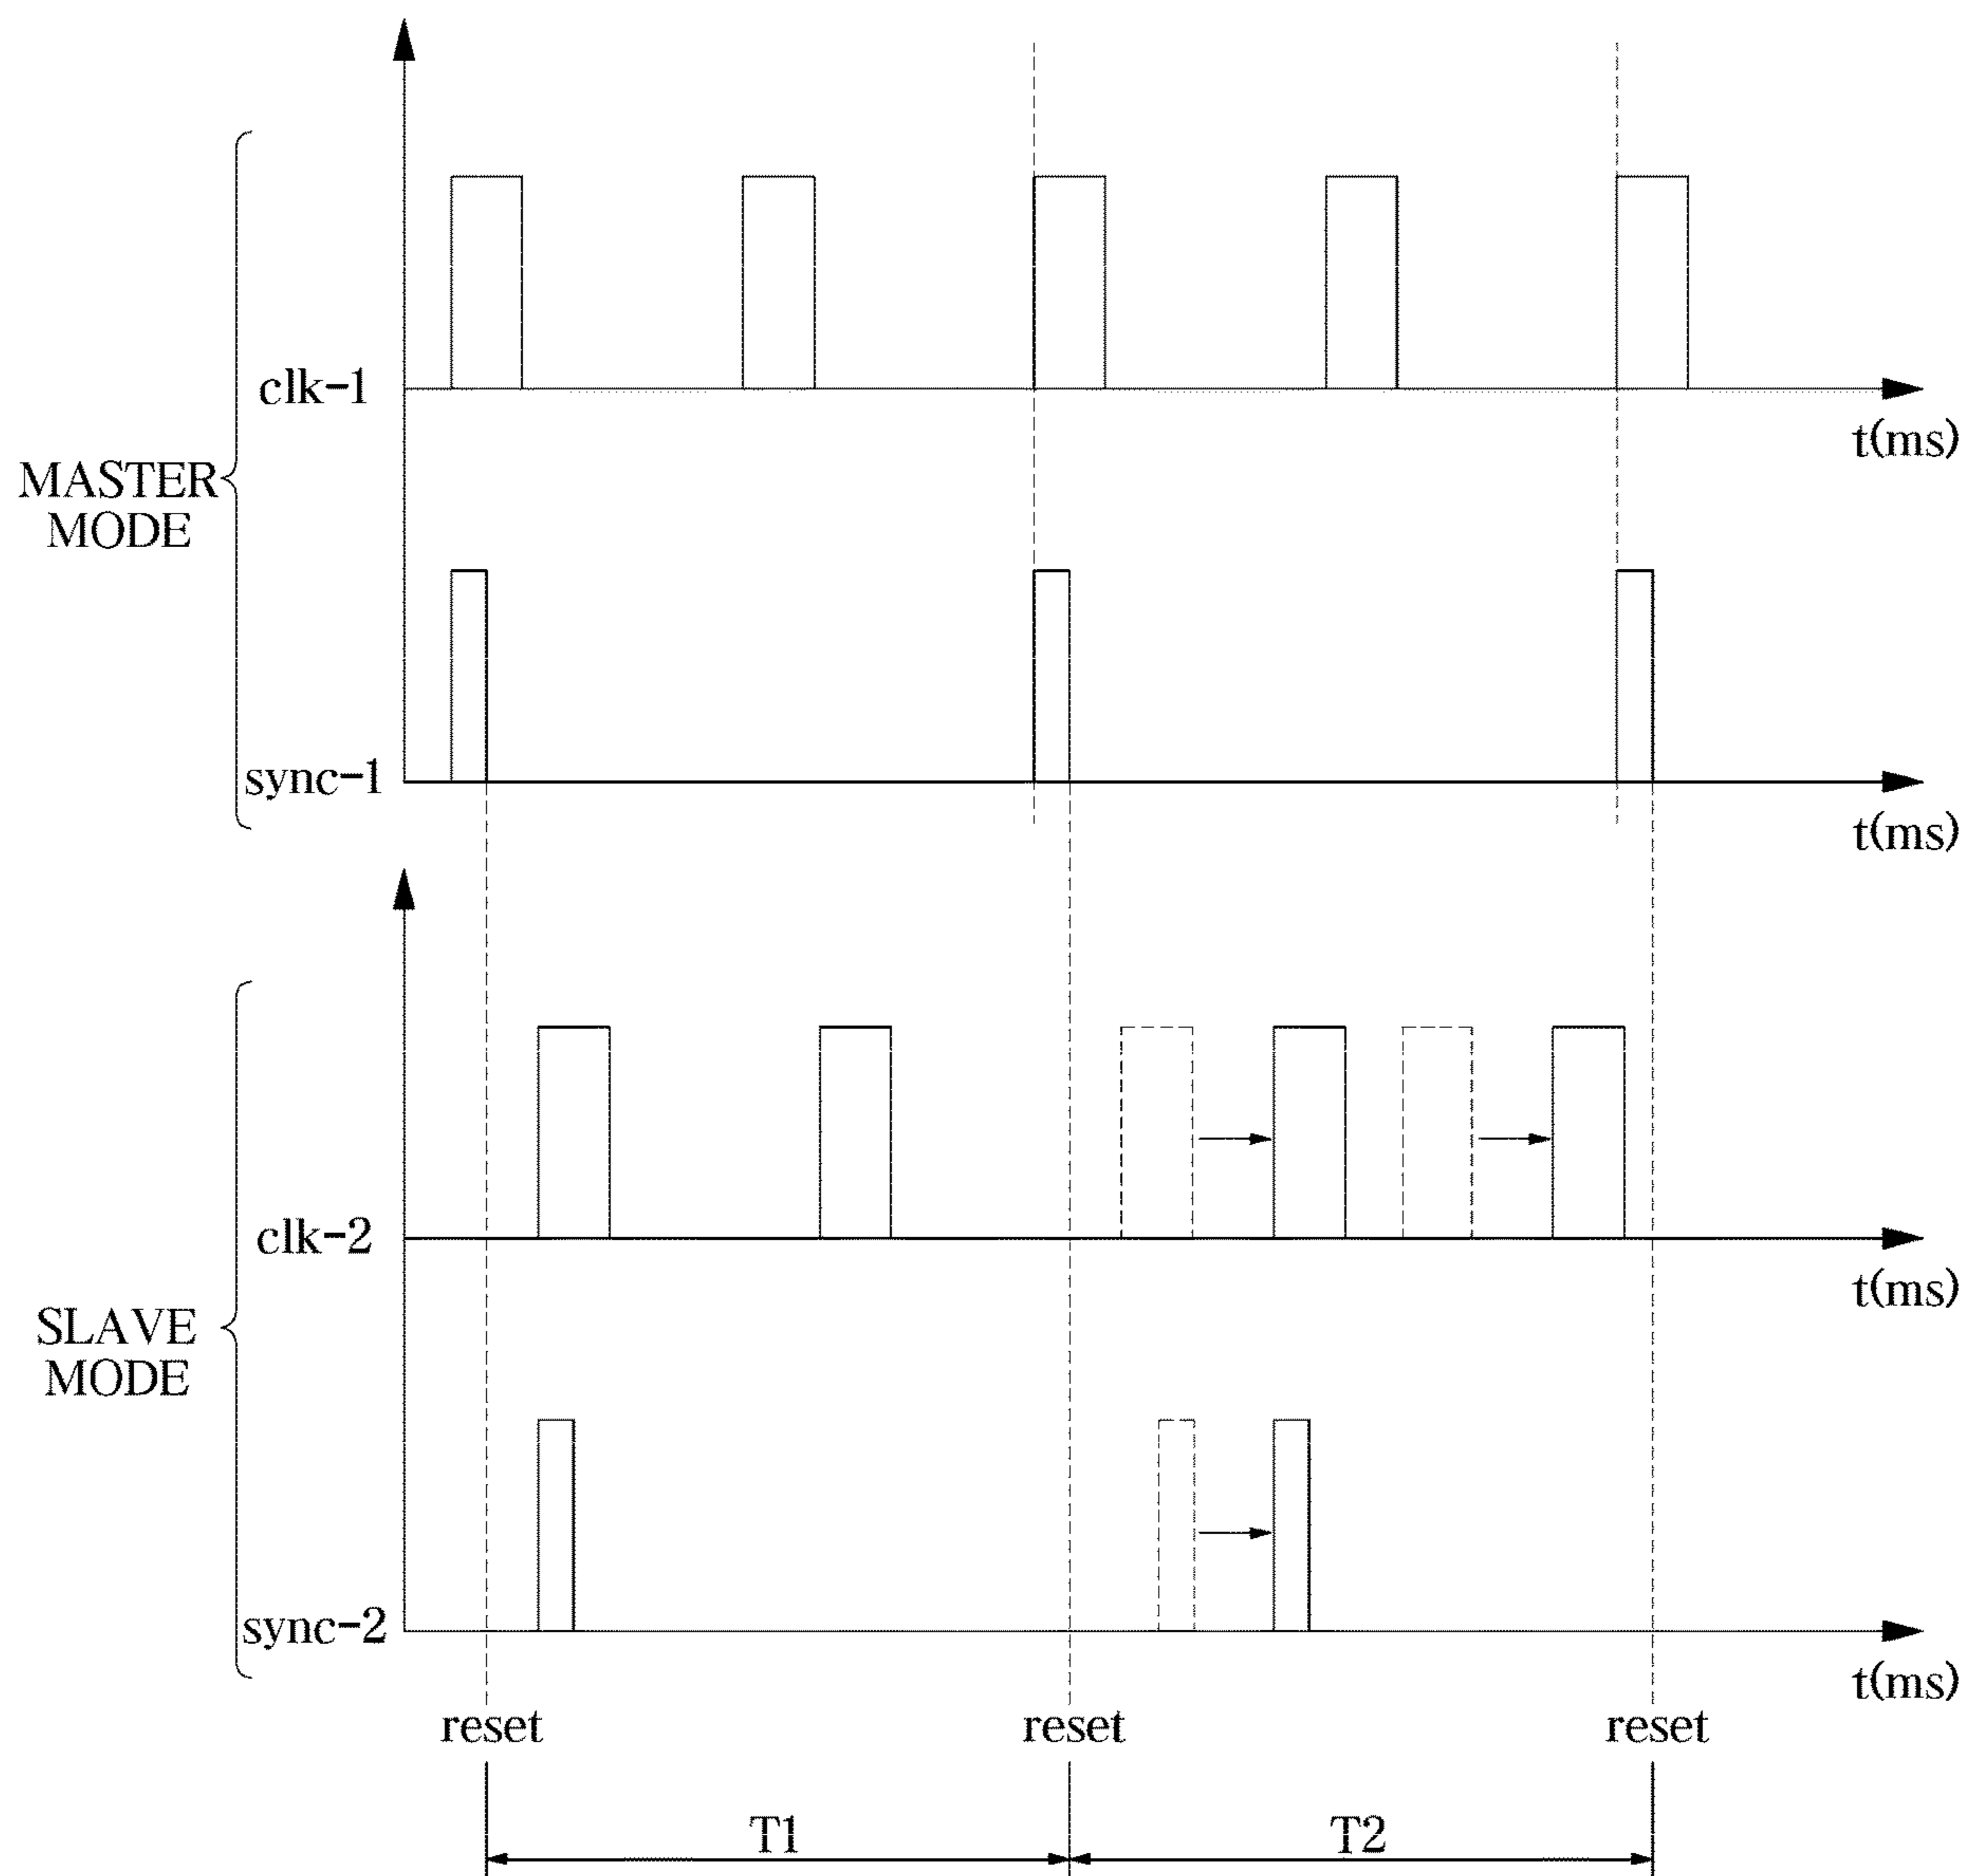 clk-1
t(ms)
MASTER
MODE
sync-1
t(ms)
clk-2
t(ms)
SLAVE
MODE
sync-2
t(ms)
reset reset reset
T1 T2